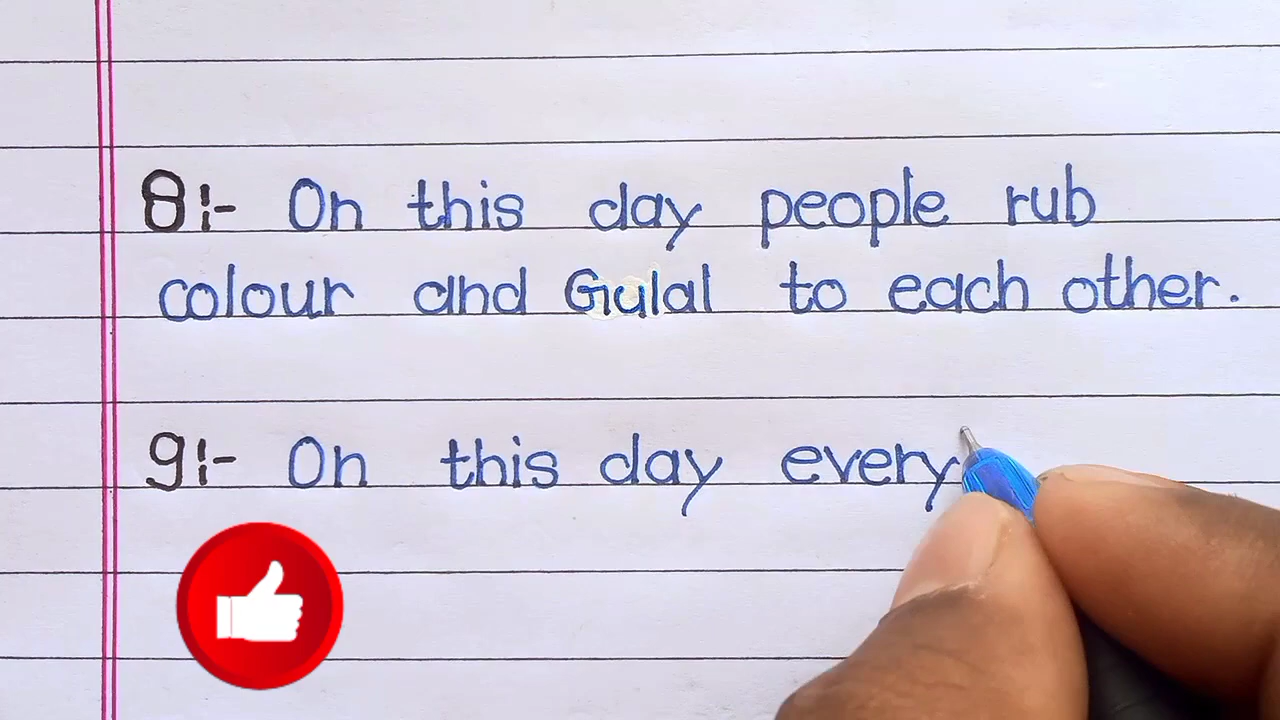 8:- On this day people rub
colour and Gulal to each other.
9:- On this day every